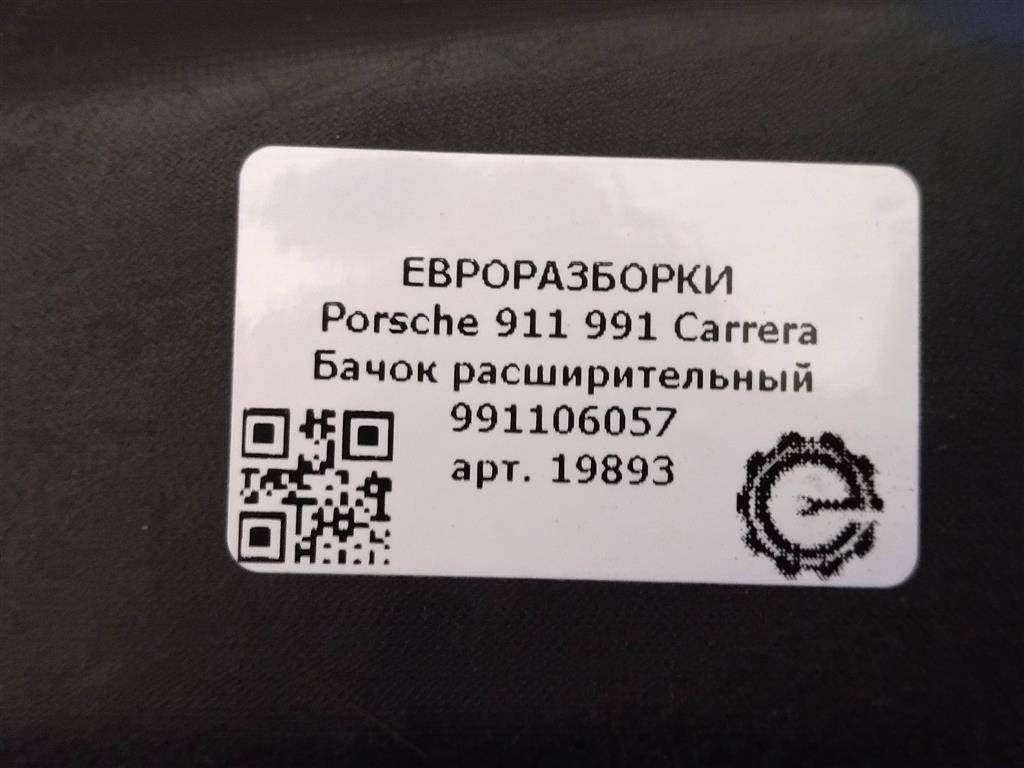 ЕВРОРАЗБОРКИ
Porsche 911 991 Carrera
Бачок расширительный
991106057
арт. 19893